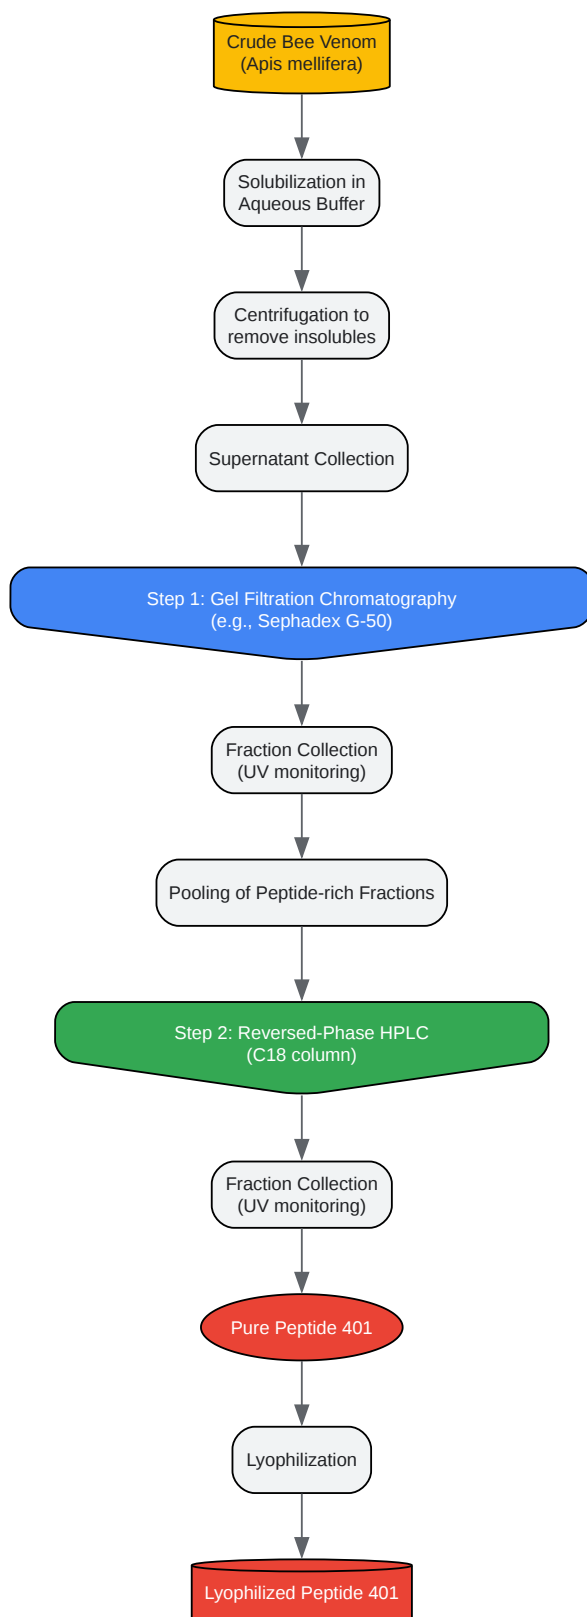 Crude Bee Venom
(Apis mellifera)
Solubilization in
Aqueous Buffer
Centrifugation to
remove insolubles
Supernatant Collection
Step 1: Gel Filtration Chromatography
(e.g., Sephadex G-50)
Fraction Collection
(UV monitoring)
Pooling of Peptide-rich Fractions
Step 2: Reversed-Phase HPLC
(C18 column)
Fraction Collection
(UV monitoring)
Pure Peptide 401
Lyophilization
Lyophilized Peptide 401